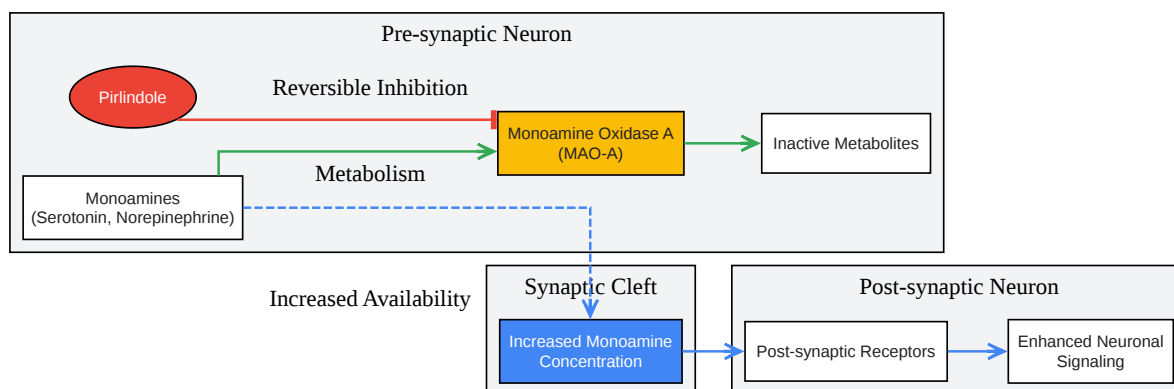 Pre-synaptic Neuron
Pirlindole
Reversible Inhibition
Monoamine Oxidase A
(MAO-A)
Inactive Metabolites
Metabolism
Monoamines
(Serotonin, Norepinephrine)
Increased Availability
Synaptic Cleft
Increased Monoamine
Concentration
Post-synaptic Neuron
Post-synaptic Receptors
Enhanced Neuronal
Signaling